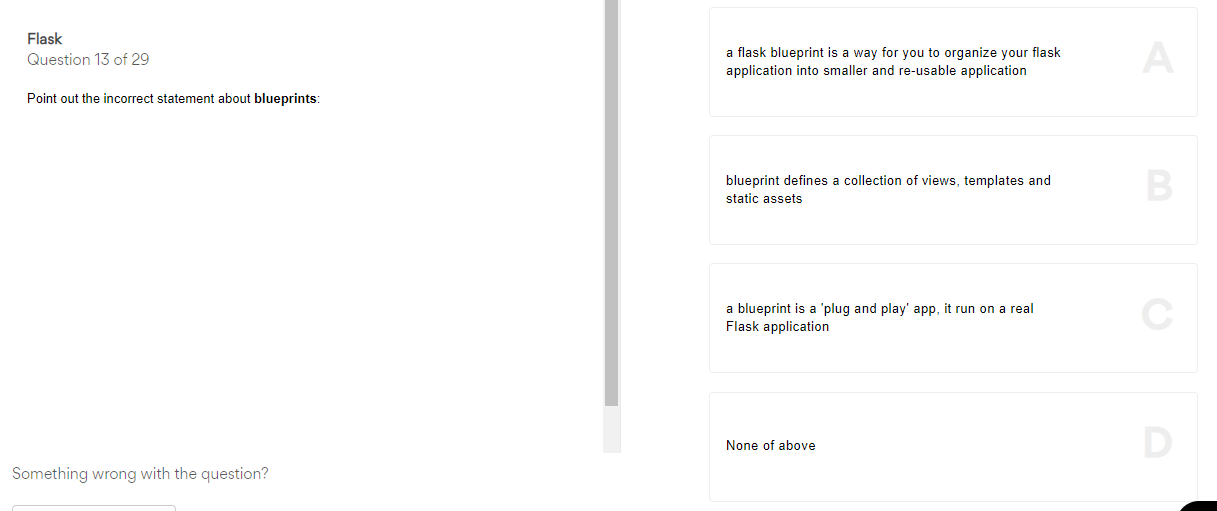 Flask
Question 13 of 29
Point out the incorrect statement about blueprints:
Something wrong with the question?
a flask blueprint is a way for you to organize your flask
application into smaller and re-usable application
A
blueprint defines a collection of views, templates and
static assets
B
a blueprint is a 'plug and play' app, it run on a real
Flask application
C
None of above
D